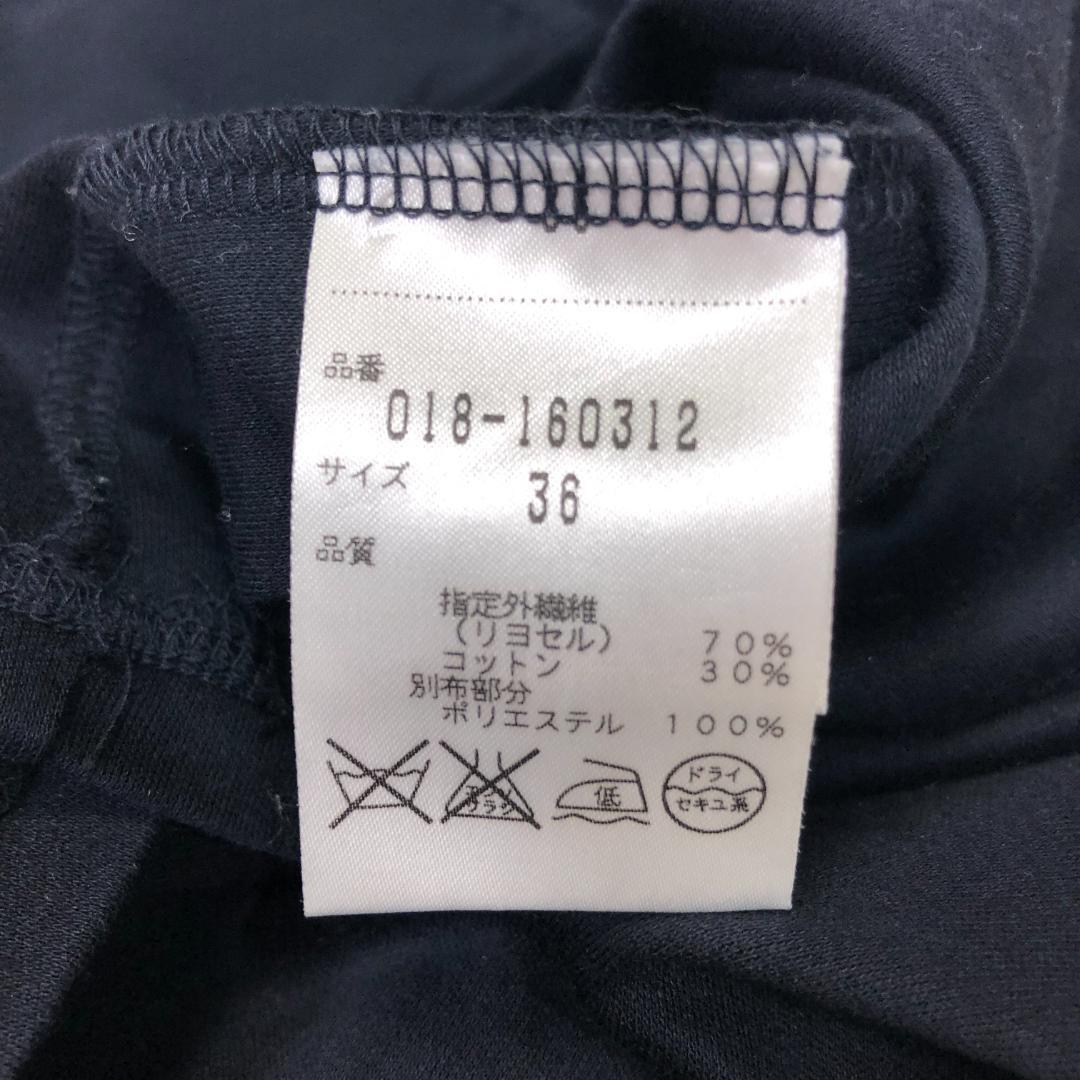 品番
018-160312
サイズ 36
品質
指定外繊維
(リヨセル) 70%
コットン 30%
別布部分
ポリエステル 100%
低
ドライ
セキユ系